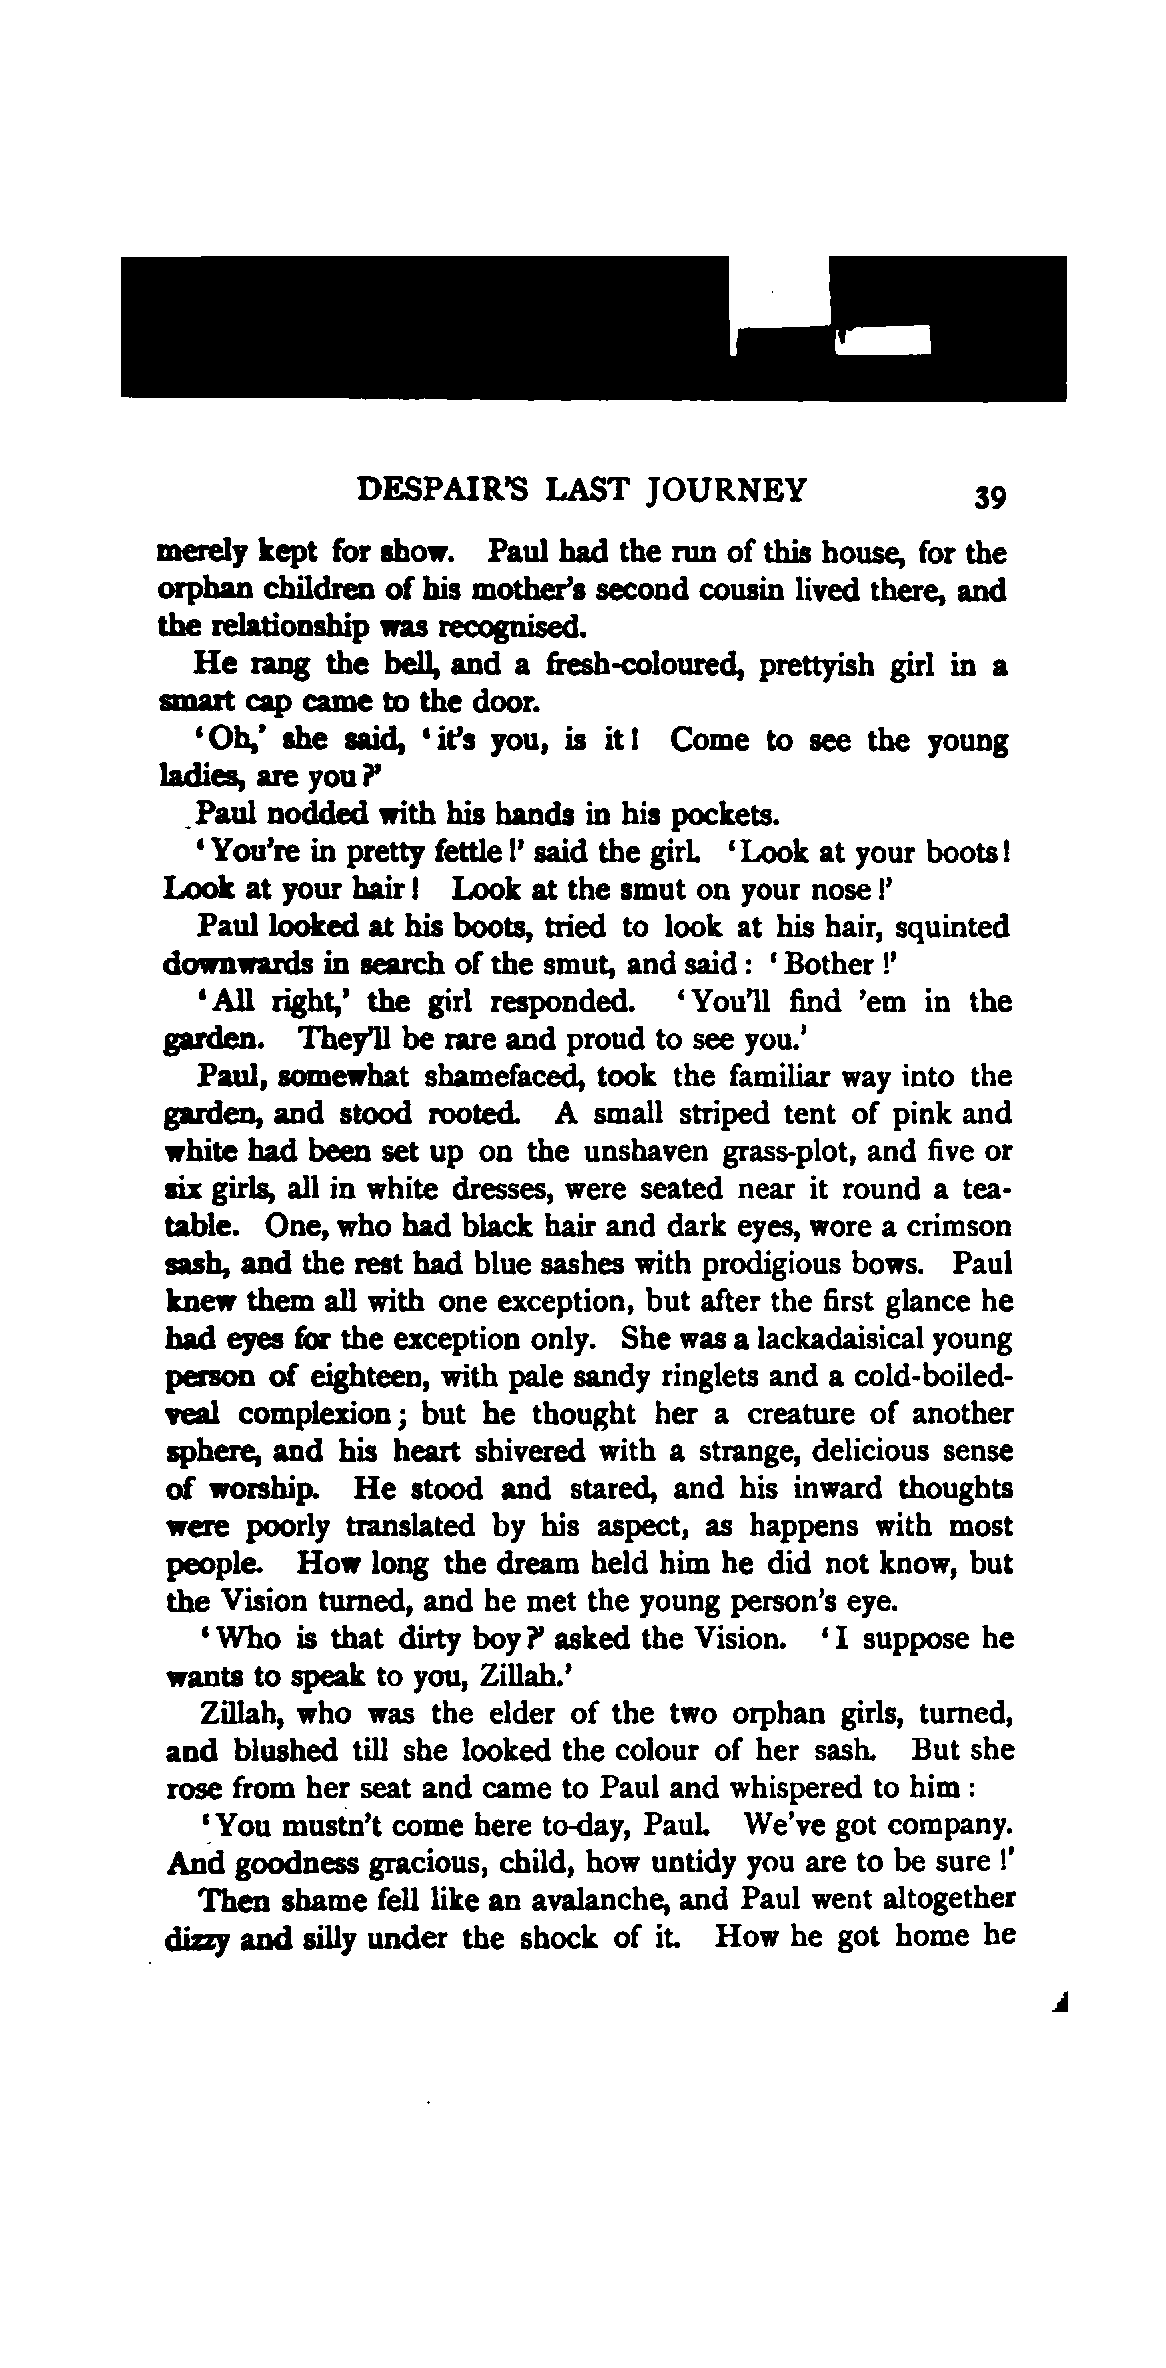 DESPAIR'S LAST JOURNEY 39
merely kept for show. Paul had the run of this house, for the
orphan children of his mother's second cousin lived there, and
the relationship was recognised.
He rang the bell, and a fresh-coloured, prettyish girl in a
smart cap came to the door.
'Oh,' she said, 'it's you, is it! Come to see the young
ladies, are you?'
Paul nodded with his hands in his pockets.
'You're in pretty fettle!' said the girl. 'Look at your boots!
Look at your hair! Look at the smut on your nose!'
Paul looked at his boots, tried to look at his hair, squinted
downwards in search of the smut, and said: 'Bother!'
'All right,' the girl responded. 'You'll find 'em in the
garden. They'll be rare and proud to see you.'
Paul, somewhat shamefaced, took the familiar way into the
garden, and stood rooted. A small striped tent of pink and
white had been set up on the unshaven grass-plot, and five or
six girls, all in white dresses, were seated near it round a tea-
table. One, who had black hair and dark eyes, wore a crimson
sash, and the rest had blue sashes with prodigious bows. Paul
knew them all with one exception, but after the first glance he
had eyes for the exception only. She was a lackadaisical young
person of eighteen, with pale sandy ringlets and a cold-boiled-
veal complexion; but he thought her a creature of another
sphere, and his heart shivered with a strange, delicious sense
of worship. He stood and stared, and his inward thoughts
were poorly translated by his aspect, as happens with most
people. How long the dream held him he did not know, but
the Vision turned, and he met the young person's eye.
'Who is that dirty boy?' asked the Vision. 'I suppose he
wants to speak to you, Zillah.'
Zillah, who was the elder of the two orphan girls, turned,
and blushed till she looked the colour of her sash. But she
rose from her seat and came to Paul and whispered to him:
'You mustn't come here to-day, Paul. We've got company.
And goodness gracious, child, how untidy you are to be sure!'
Then shame fell like an avalanche, and Paul went altogether
dizzy and silly under the shock of it. How he got home he